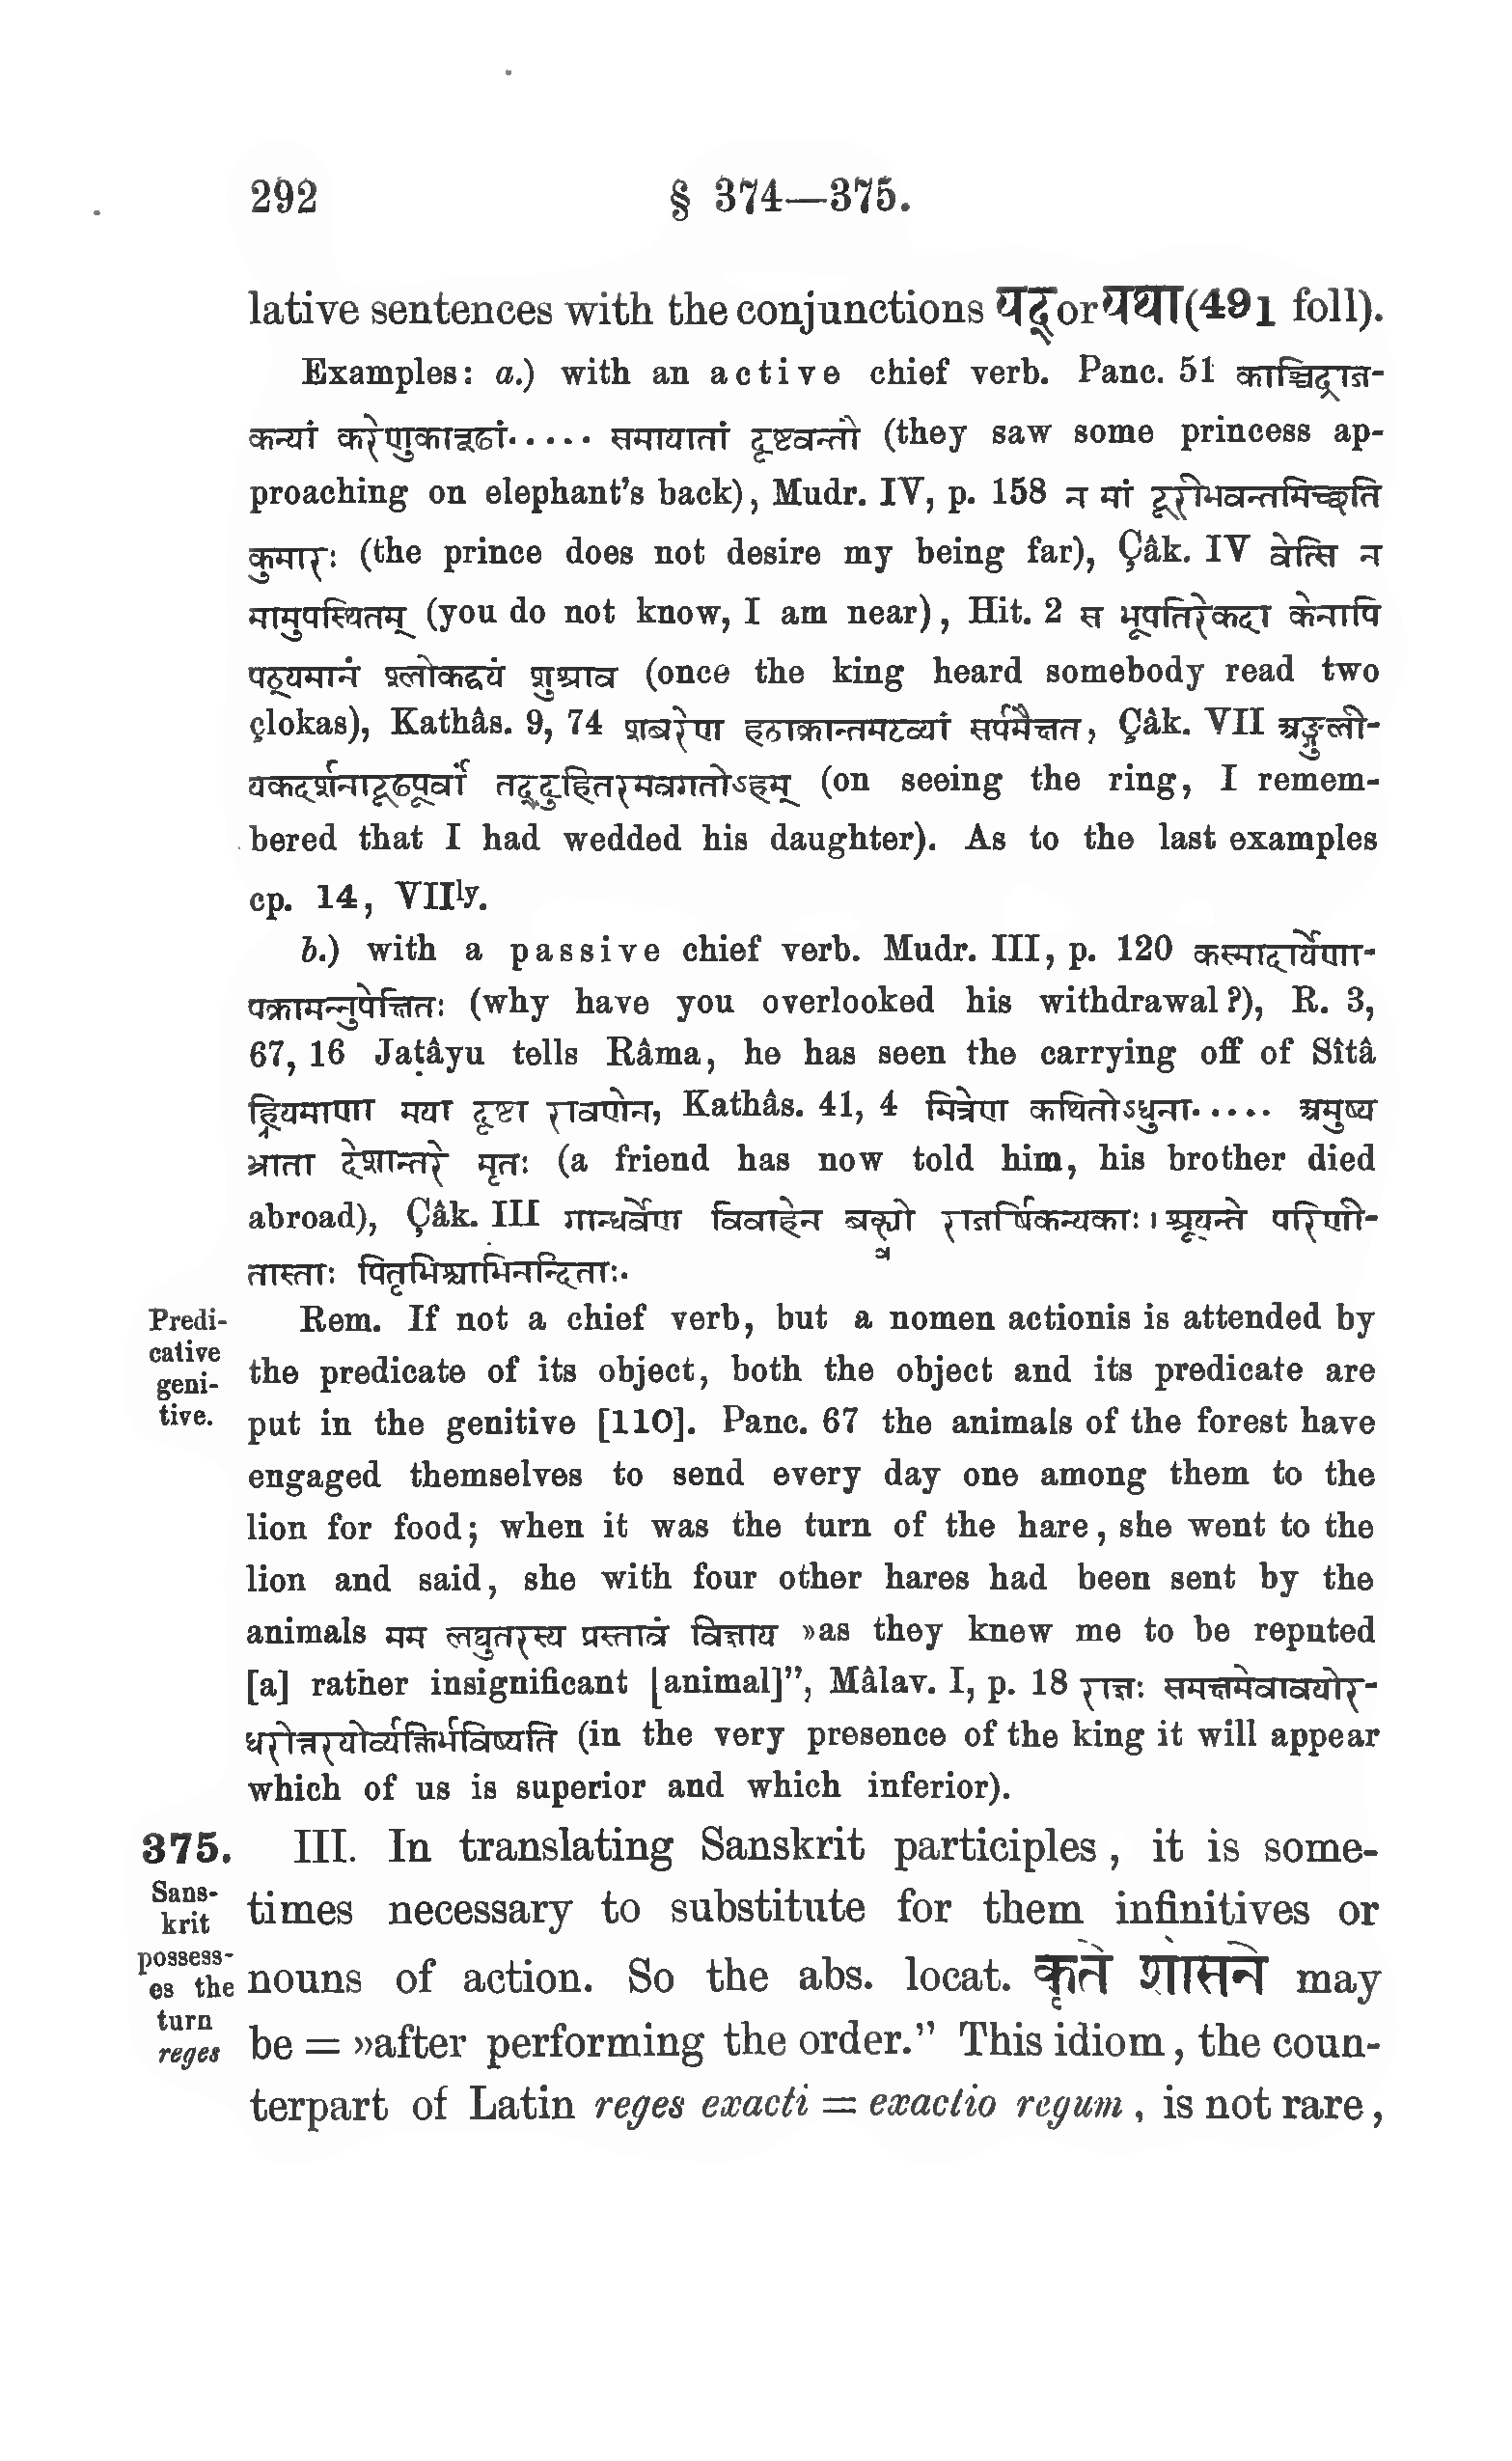 292 § 374—375.
lative sentences with the conjunctions यद् or यथा (491 foll).
Examples: a.) with an active chief verb. Panc. 51 काञ्चिद्राज-
कन्यां करेणुकारूढां..... समायातां दृष्टवन्तौ (they saw some princess ap-
proaching on elephant's back), Mudr. IV, p. 158 न मां दूरीभवन्तमिच्छति
कुमारः (the prince does not desire my being far), Çâk. IV वेत्सि न
मामुपस्थितम् (you do not know, I am near), Hit. 2 स भूपतिरेकदा केनापि
पठ्यमानं श्लोकद्वयं शुश्राव (once the king heard somebody read two
çlokas), Kathâs. 9, 74 शबरेण हठाक्रान्तमटव्यां सर्पमैक्षत, Çâk. VII अङ्गुली-
यकदर्शनादूढपूर्वां तद्दुहितरमवगतोऽहम् (on seeing the ring, I remem-
bered that I had wedded his daughter). As to the last examples
cp. 14, VIIly.
b.) with a passive chief verb. Mudr. III, p. 120 कस्मादार्येणा-
पक्रामन्नुपेक्षितः (why have you overlooked his withdrawal?), R. 3,
67, 16 Jaṭâyu tells Râma, he has seen the carrying off of Sîtâ
ह्रियमाणा मया दृष्टा रावणेन, Kathâs. 41, 4 मित्रेण कथितोऽधुना..... अमुष्य
भ्राता देशान्तरे मृतः (a friend has now told him, his brother died
abroad), Çâk. III गान्धर्वेण विवाहेन बह्व्यो राजर्षिकन्यकाः । श्रूयन्ते परिणी-
तास्ताः पितृभिश्चाभिनन्दिताः.
Predi-
cative
geni-
tive.
Rem. If not a chief verb, but a nomen actionis is attended by
the predicate of its object, both the object and its predicate are
put in the genitive [110]. Panc. 67 the animals of the forest have
engaged themselves to send every day one among them to the
lion for food; when it was the turn of the hare, she went to the
lion and said, she with four other hares had been sent by the
animals मम लघुतरस्य प्रस्तावं विज्ञाय »as they knew me to be reputed
[a] rather insignificant [animal]", Mâlav. I, p. 18 राज्ञः समक्षमेवावयोर-
धरोत्तरयोर्व्यक्तिर्भविष्यति (in the very presence of the king it will appear
which of us is superior and which inferior).
375.
Sans-
krit
possess-
es the
turn
reges
III. In translating Sanskrit participles, it is some-
times necessary to substitute for them infinitives or
nouns of action. So the abs. locat. कृते शासने may
be = »after performing the order." This idiom, the coun-
terpart of Latin reges exacti = exactio regum, is not rare,